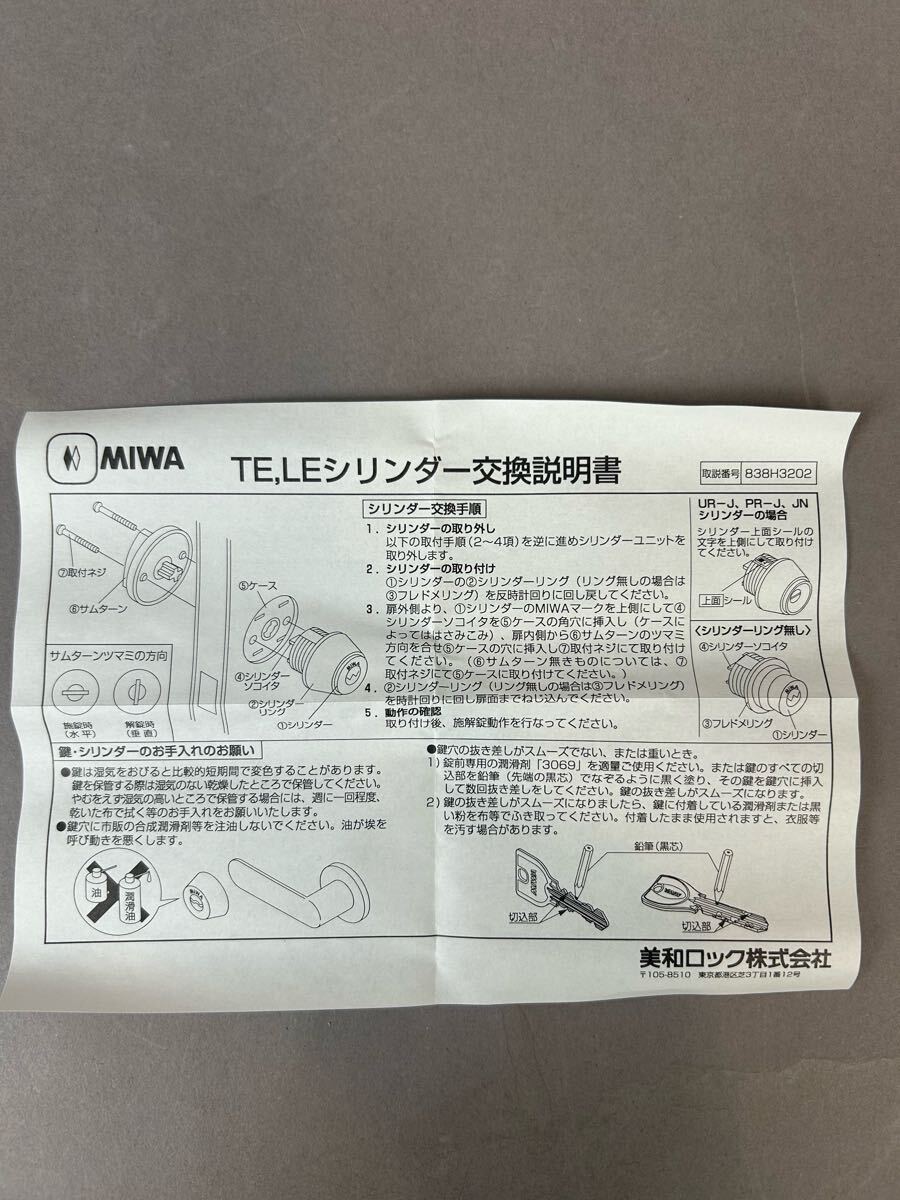 MIWA
TE,LEシリンダー交換説明書
取説番号 838H3202
⑦取付ネジ
⑥サムターン
サムターンツマミの方向
施錠時
(水平)
解錠時
(垂直)
⑤ケース
④シリンダー
ソコイタ
②シリンダー
リング
①シリンダー
シリンダー交換手順
1. シリンダーの取り外し
以下の取付手順(2〜4項)を逆に進めシリンダーユニットを
取り外します。
2. シリンダーの取り付け
①シリンダーの②シリンダーリング(リング無しの場合は
③フレドメリング)を反時計回りに回し戻してください。
3. 扉外側より、①シリンダーのMIWAマークを上側にして④
シリンダーソコイタを⑤ケースの角穴に挿入し(ケースに
よってははさみこみ)、扉内側から⑥サムターンのツマミ
方向を合せ⑤ケースの穴に挿入し⑦取付ネジにて取り付け
てください。(⑥サムターン無きものについては、⑦
取付ネジにて⑤ケースに取り付けてください。)
4. ②シリンダーリング(リング無しの場合は③フレドメリング)
を時計回りに回し扉面までねじ込んでください。
5. 動作の確認
取り付け後、施解錠動作を行なってください。
UR−J、PR−J、JN
シリンダーの場合
シリンダー上面シールの
文字を上側にして取り付け
てください。
上面シール
〈シリンダーリング無し〉
④シリンダーソコイタ
③フレドメリング
①シリンダー
鍵・シリンダーのお手入れのお願い
●鍵は湿気をおびると比較的短期間で変色することがあります。
鍵を保管する際は湿気のない乾燥したところで保管してください。
やむをえず湿気の高いところで保管する場合には、週に一回程度、
乾いた布で拭く等のお手入れをお願いいたします。
●鍵穴に市販の合成潤滑剤等を注油しないでください。油が埃を
呼び動きを悪くします。
油
潤滑油
MIWA
●鍵穴の抜き差しがスムーズでない、または重いとき。
1) 錠前専用の潤滑剤「3069」を適量ご使用ください。または鍵のすべての切
込部を鉛筆(先端の黒芯)でなぞるように黒く塗り、その鍵を鍵穴に挿入
して数回抜き差しをしてください。鍵の抜き差しがスムーズになります。
2) 鍵の抜き差しがスムーズになりましたら、鍵に付着している潤滑剤または黒
い粉を布等でふき取ってください。付着したまま使用されますと、衣服等
を汚す場合があります。
鉛筆(黒芯)
切込部
切込部
美和ロック株式会社
〒105-8510 東京都港区芝3丁目1番12号